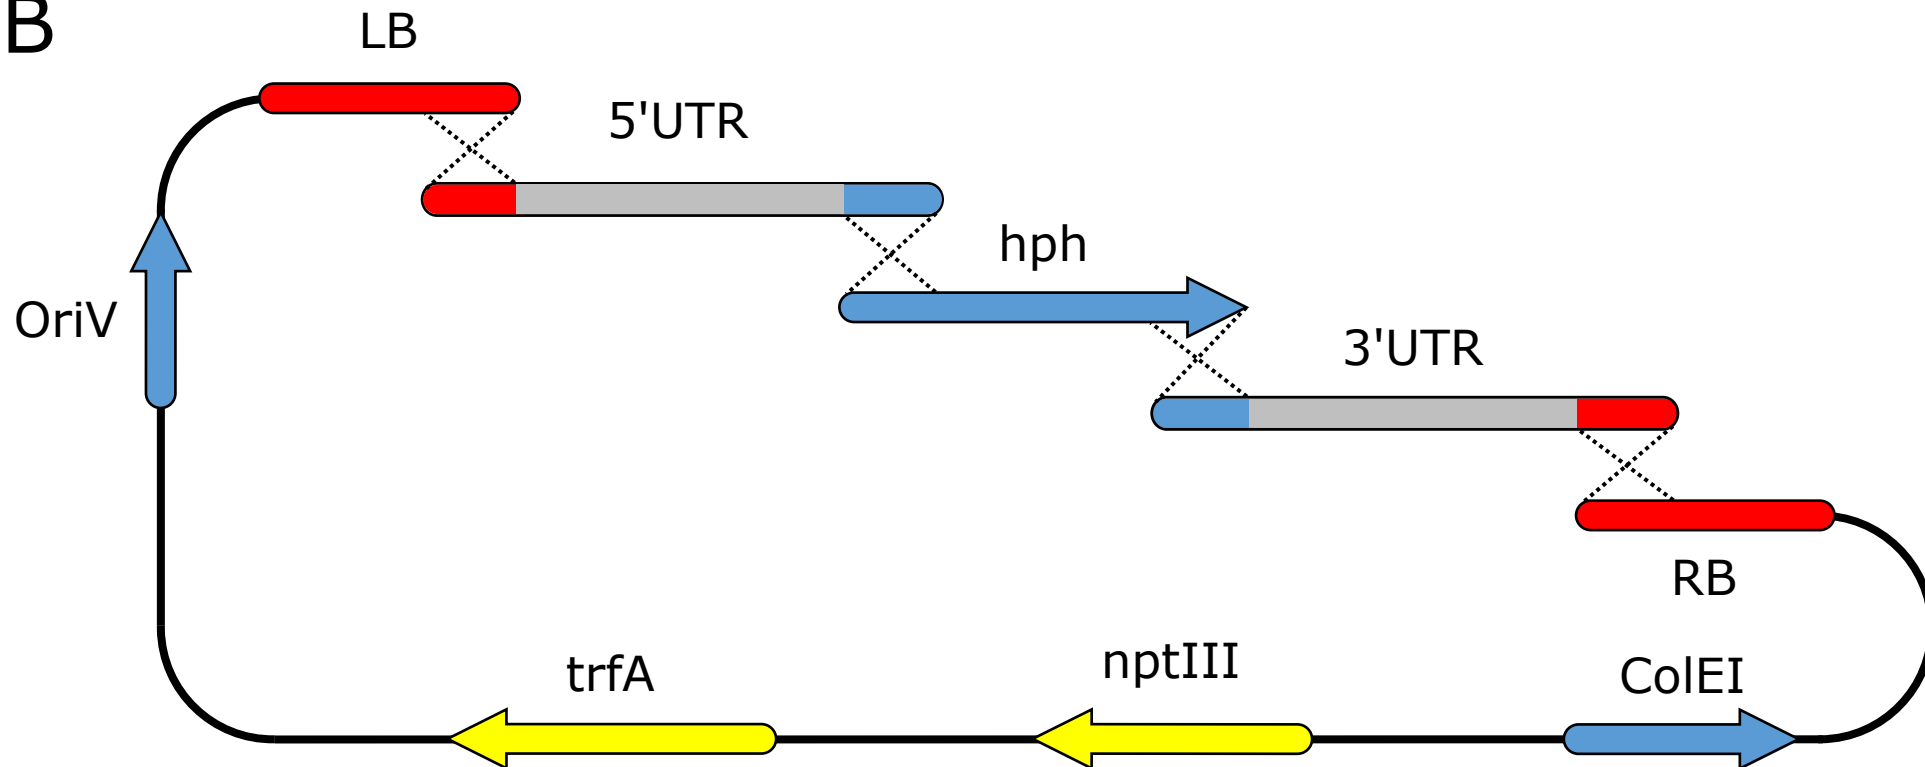 B
LB
5'UTR
hph
OriV
3'UTR
RB
trfA
nptIII
ColEI